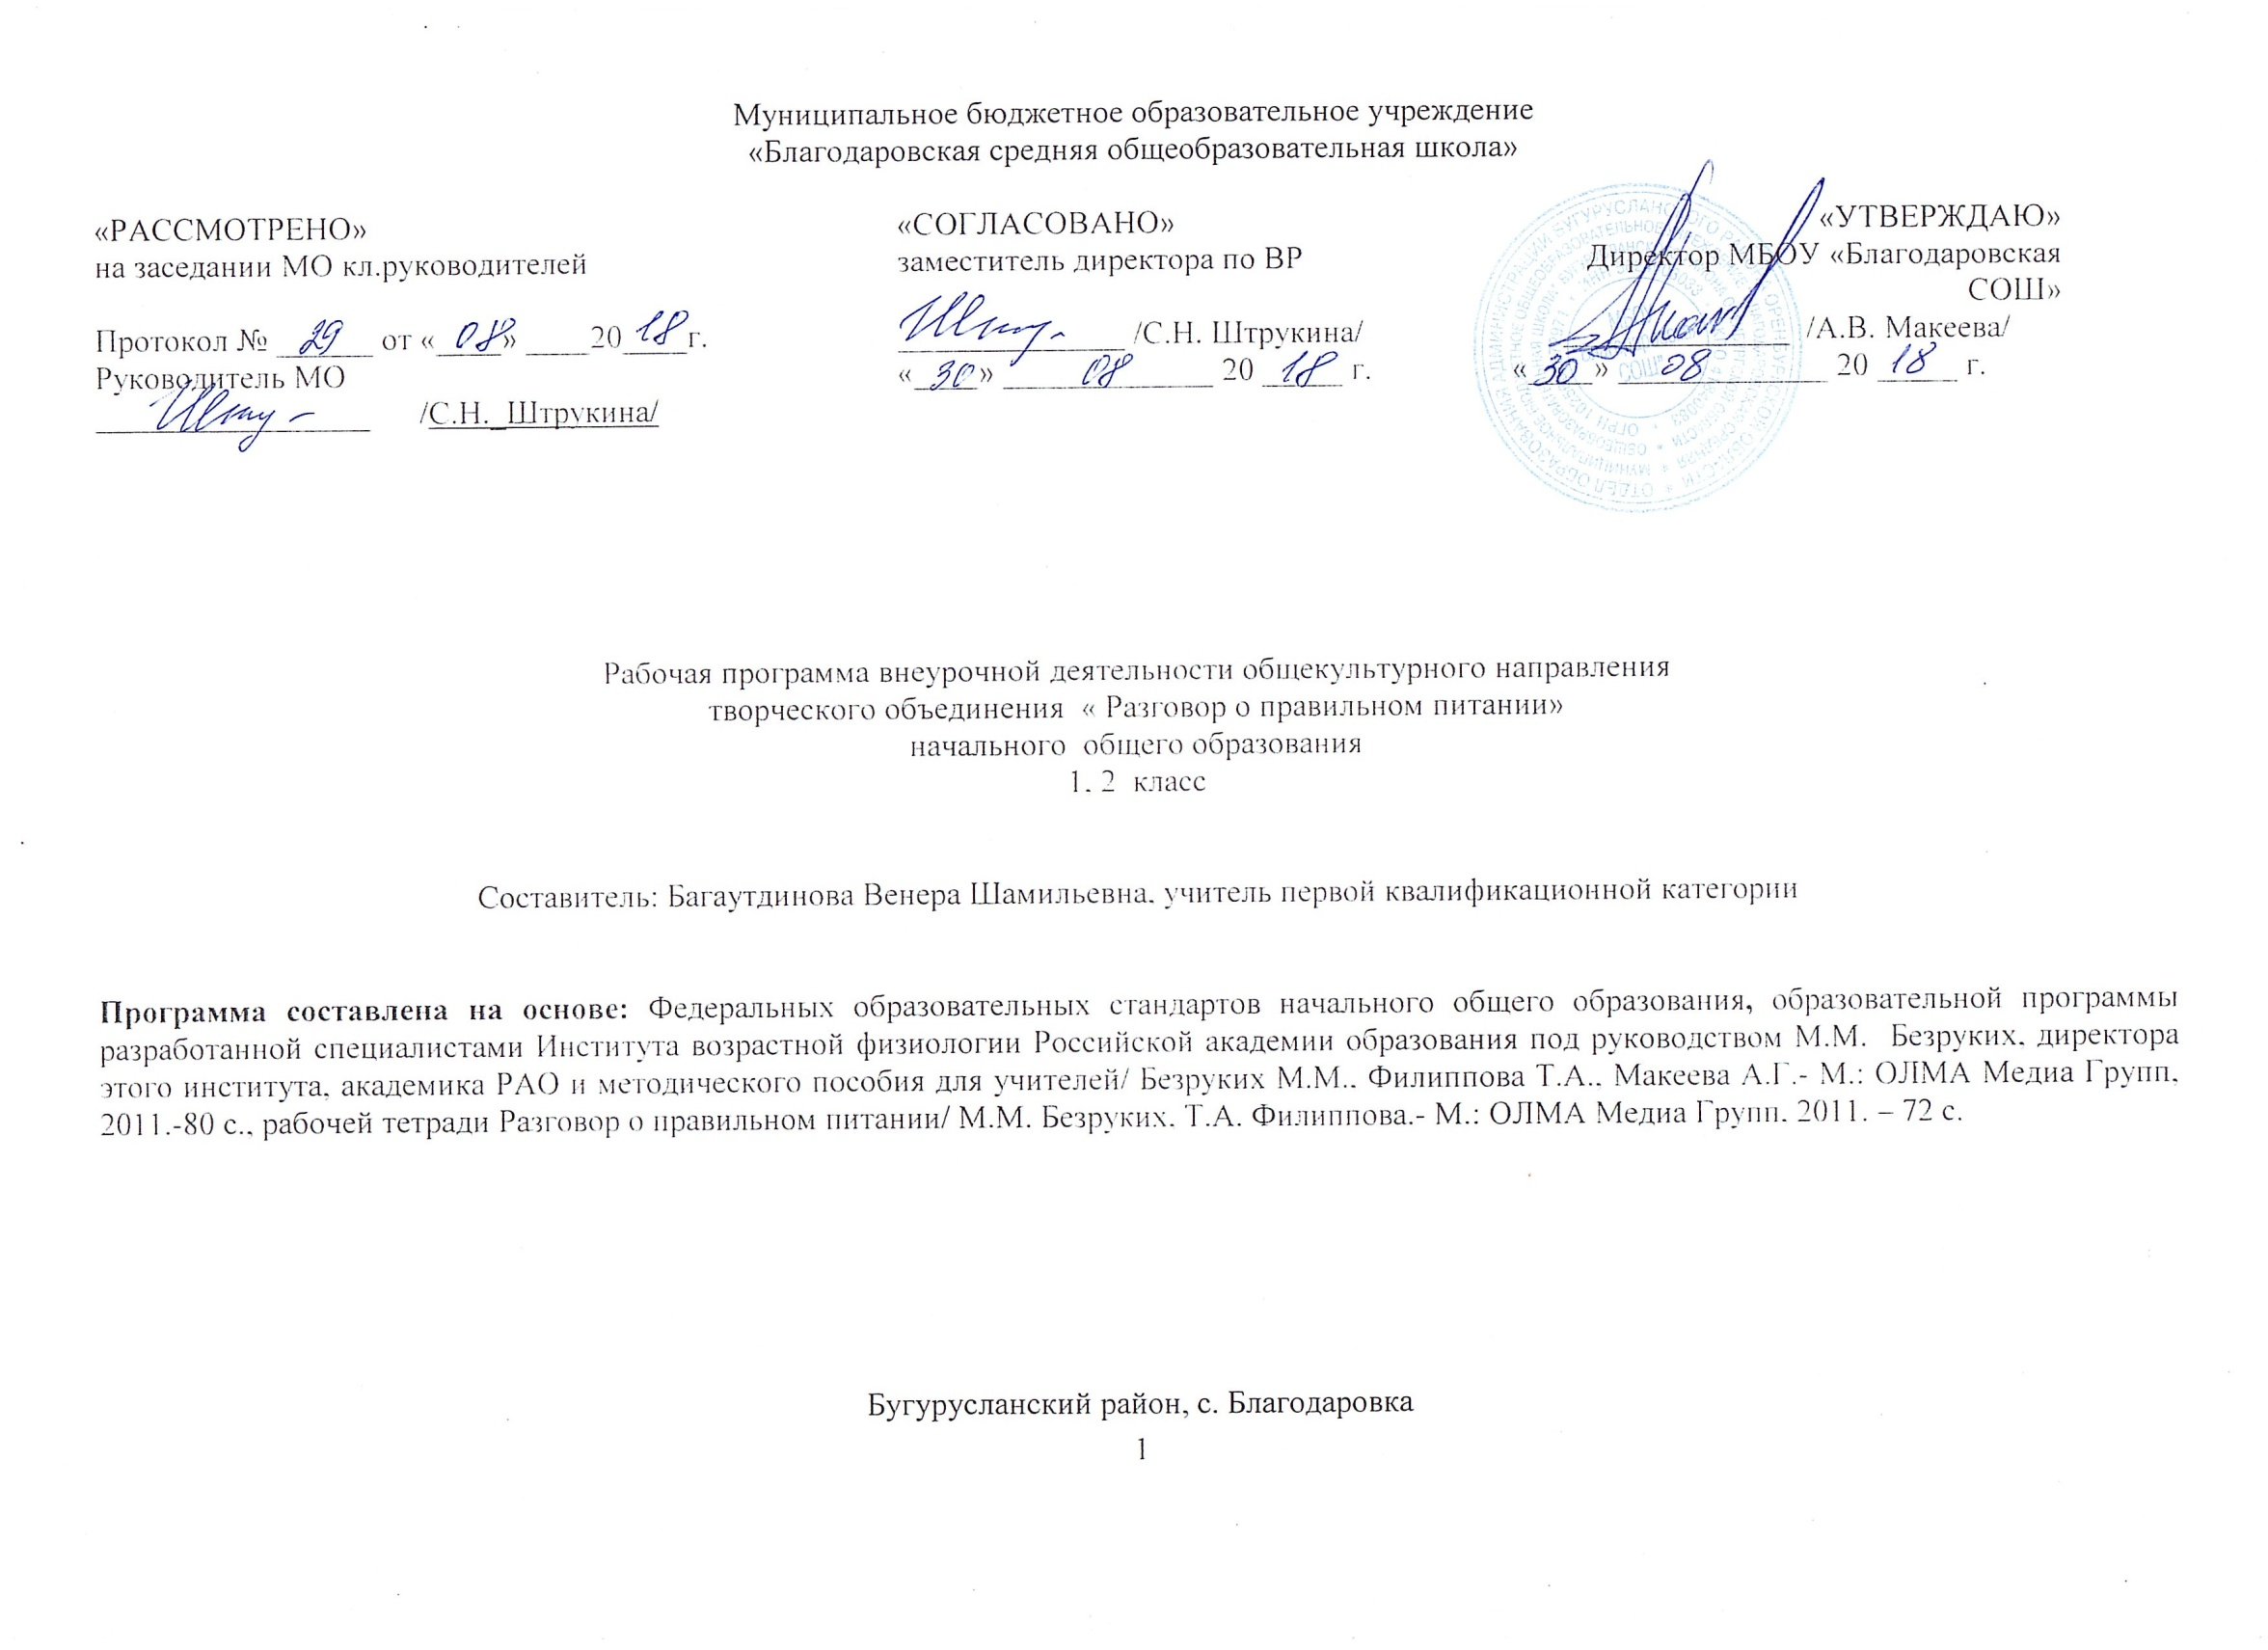 Муниципальное бюджетное образовательное учреждение
«Благодаровская средняя общеобразовательная школа»
«РАССМОТРЕНО»
на заседании МО кл.руководителей
Протокол № 29 от «08» ____20 18 г.
Руководитель МО
/С.Н._Штрукина/
«СОГЛАСОВАНО»
заместитель директора по ВР
/С.Н. Штрукина/
«30» 08 20 18 г.
«УТВЕРЖДАЮ»
Директор МБОУ «Благодаровская
СОШ»
/А.В. Макеева/
«30» 08 20 18 г.
Рабочая программа внеурочной деятельности общекультурного направления
творческого объединения « Разговор о правильном питании»
начального общего образования
1, 2 класс
Составитель: Багаутдинова Венера Шамильевна, учитель первой квалификационной категории
Программа составлена на основе: Федеральных образовательных стандартов начального общего образования, образовательной программы
разработанной специалистами Института возрастной физиологии Российской академии образования под руководством М.М. Безруких, директора
этого института, академика РАО и методического пособия для учителей/ Безруких М.М., Филиппова Т.А., Макеева А.Г.- М.: ОЛМА Медиа Групп,
2011.-80 с., рабочей тетради Разговор о правильном питании/ М.М. Безруких, Т.А. Филиппова.- М.: ОЛМА Медиа Групп, 2011. – 72 с.
Бугурусланский район, с. Благодаровка
1